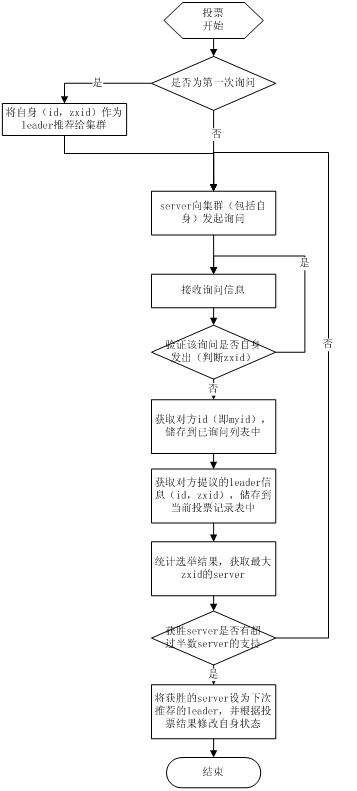 投票
开始
是否为第一次询问
是
将自身（id，zxid）作为
leader推荐给集群
否
server向集群（包括自
身）发起询问
是
接收询问信息
验证该询问是否自身
发出（判断zxid）
否
否
获取对方id（即myid），
储存到已询问列表中
获取对方提议的leader信
息（id，zxid），储存到
当前投票记录表中
统计选举结果，获取最大
zxid的server
获胜server是否有超
过半数server的支持
是
将获胜的server设为下次
推荐的leader，并根据投
票结果修改自身状态
结束